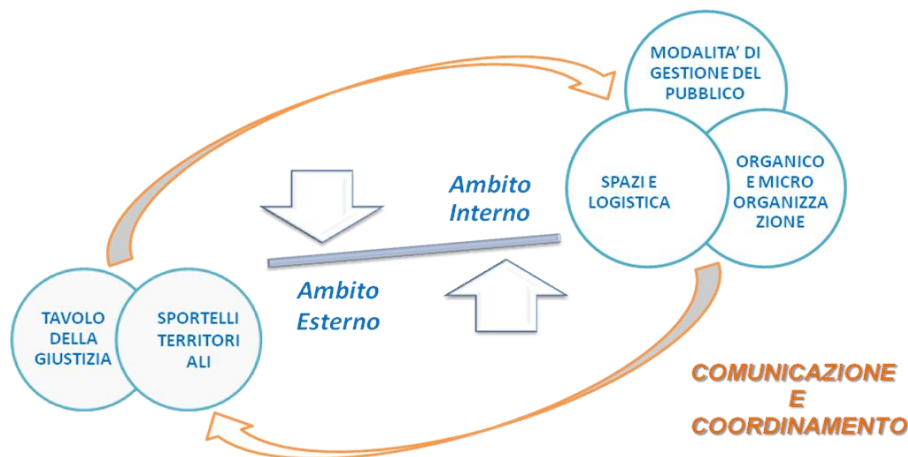 MODALITA' DI
GESTIONE DEL
PUBBLICO
SPAZI E
LOGISTICA
ORGANICO
E MICRO
ORGANIZZA
ZIONE
Ambito
Interno
Ambito
Esterno
TAVOLO
DELLA
GIUSTIZIA
SPORTELLI
TERRITORI
ALI
COMUNICAZIONE
E
COORDINAMENTO